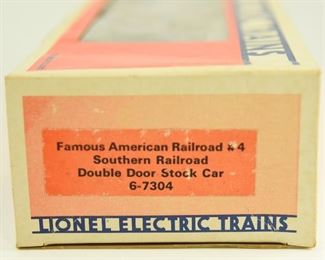 Famous American Railroad #4
Southern Railroad
Double Door Stock Car
6-7304
LIONEL ELECTRIC TRAINS